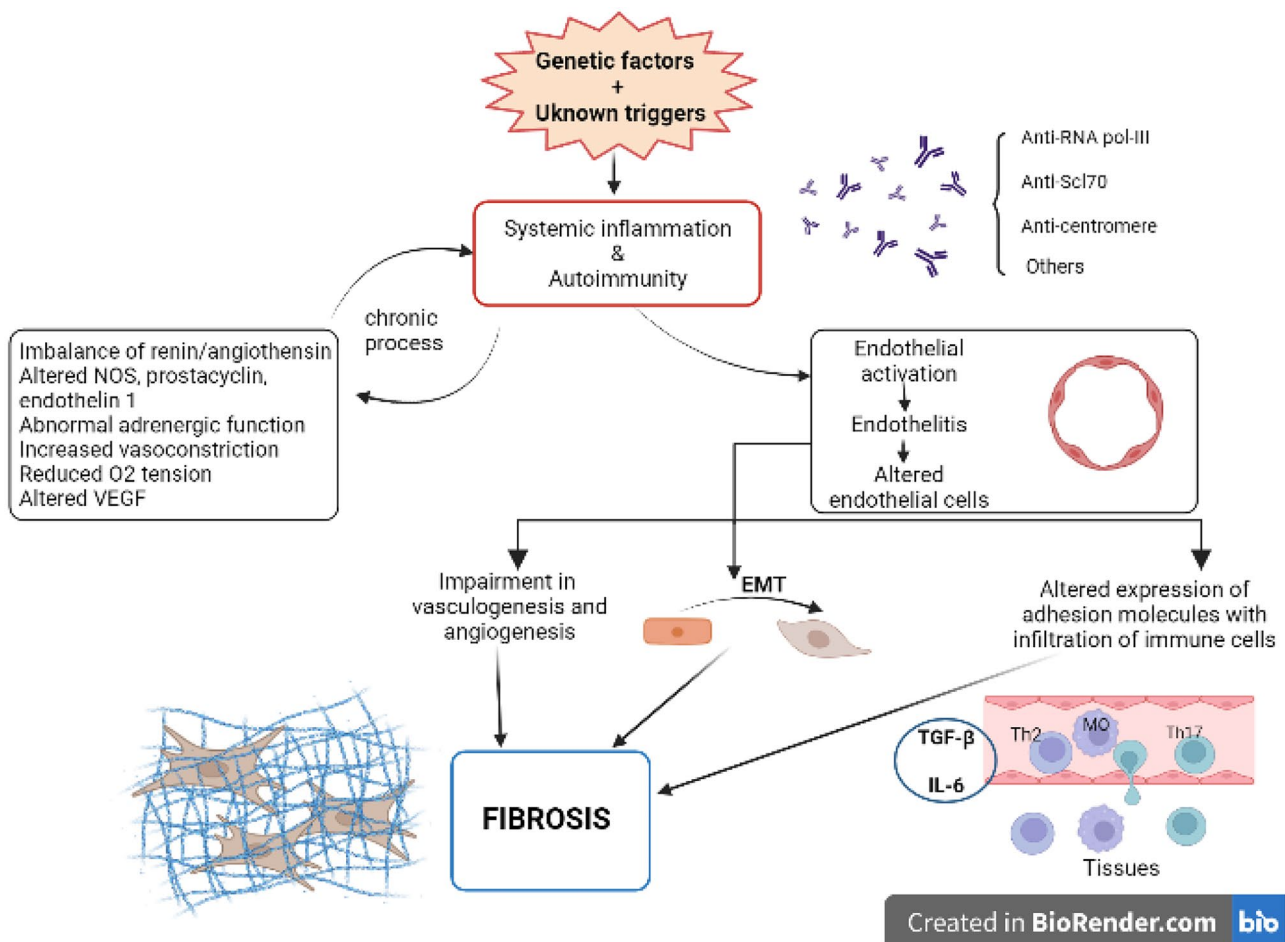 Genetic factors
+
Uknown triggers
Anti-RNA pol-III
Anti-Scl70
Anti-centromere
Others
Systemic inflammation
&
Autoimmunity
chronic
process
Imbalance of renin/angiothensin
Altered NOS, prostacyclin,
endothelin 1
Abnormal adrenergic function
Increased vasoconstriction
Reduced O2 tension
Altered VEGF
Endothelial
activation
Endothelitis
Altered
endothelial cells
Impairment in
vasculogenesis and
angiogenesis
EMT
Altered expression of
adhesion molecules with
infiltration of immune cells
FIBROSIS
TGF-β
IL-6
Th2
MO
Th17
Tissues
Created in BioRender.com bio